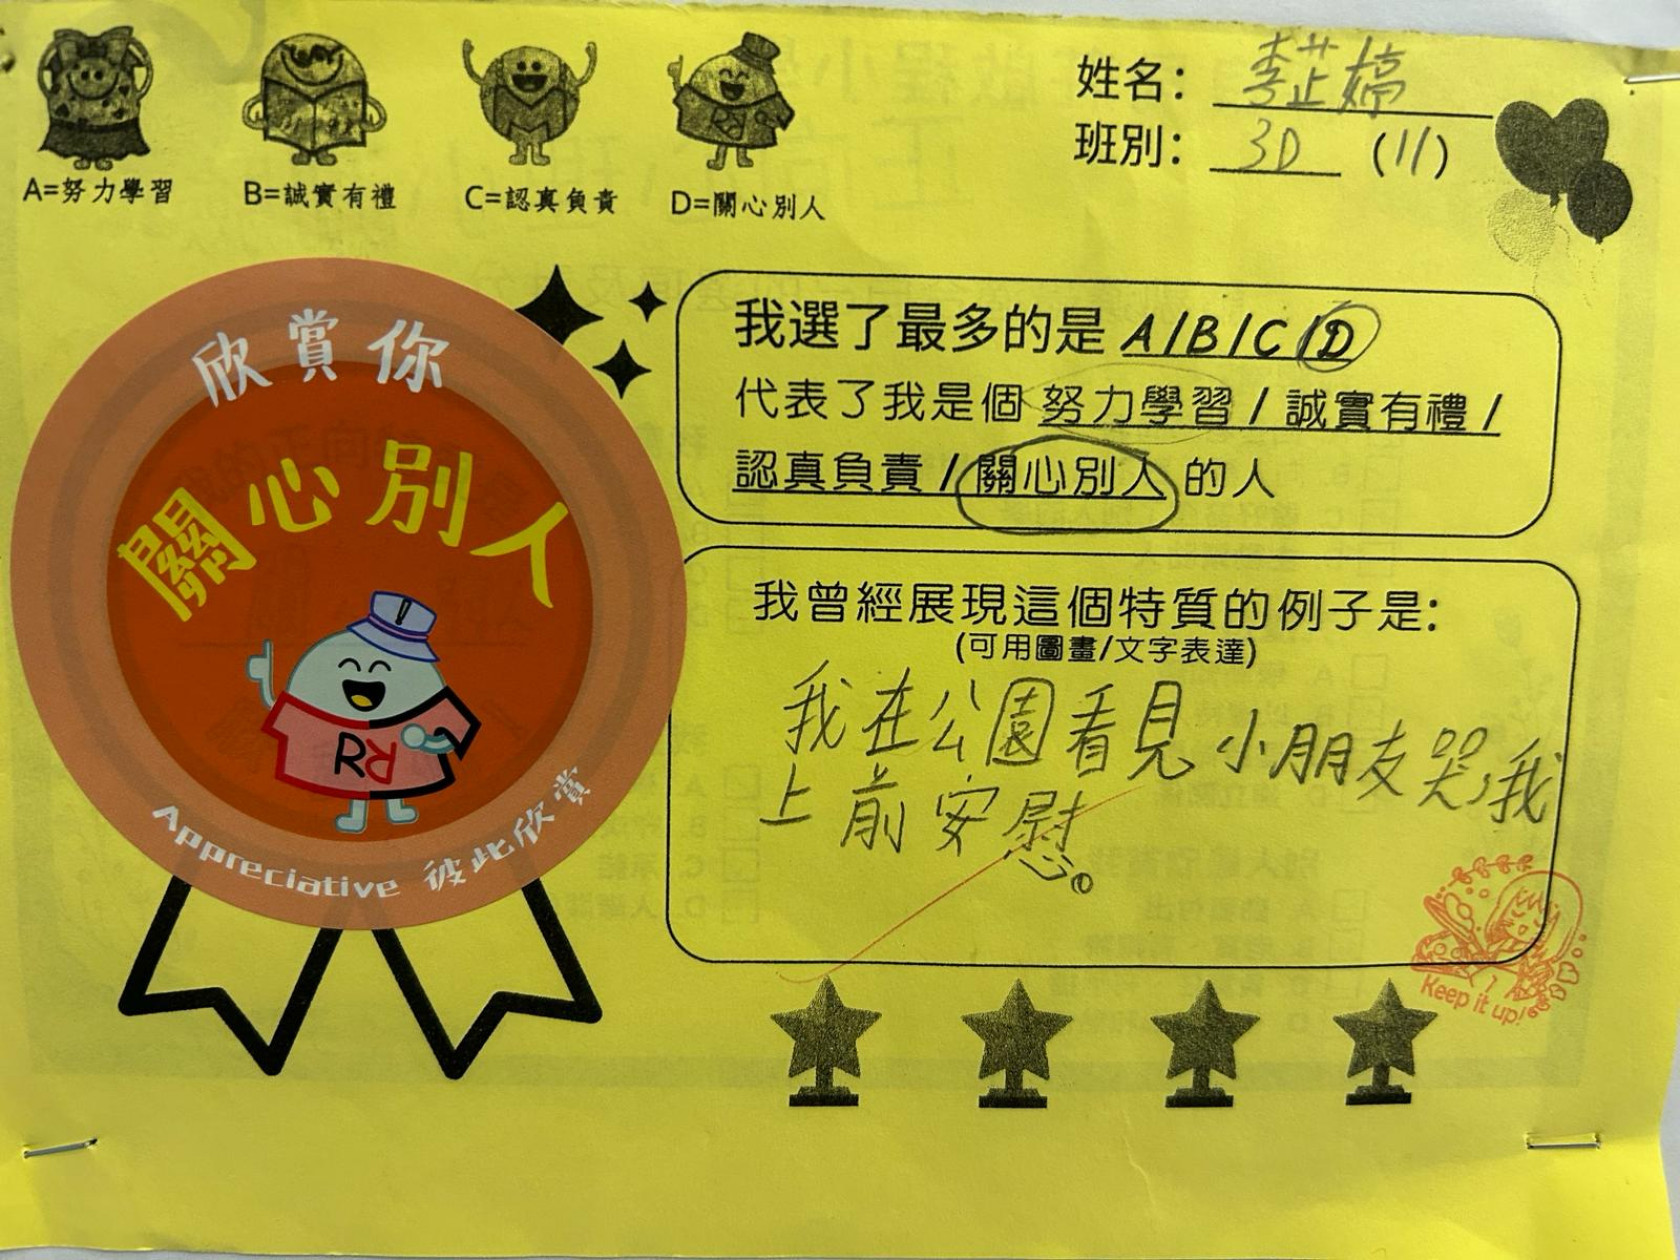 A=努力學習
B=誠實有禮
C=認真負責
D=關心別人
姓名：李芷婷
班別：3D (11)
欣賞你
關心別人
RR
Appreciative 彼此欣賞
我選了最多的是 A/B/C/D
代表了我是個 努力學習 / 誠實有禮 /
認真負責 / 關心別人 的人
我曾經展現這個特質的例子是:
(可用圖畫/文字表達)
我在公園看見小朋友哭，我
上前安慰。
Keep it up!